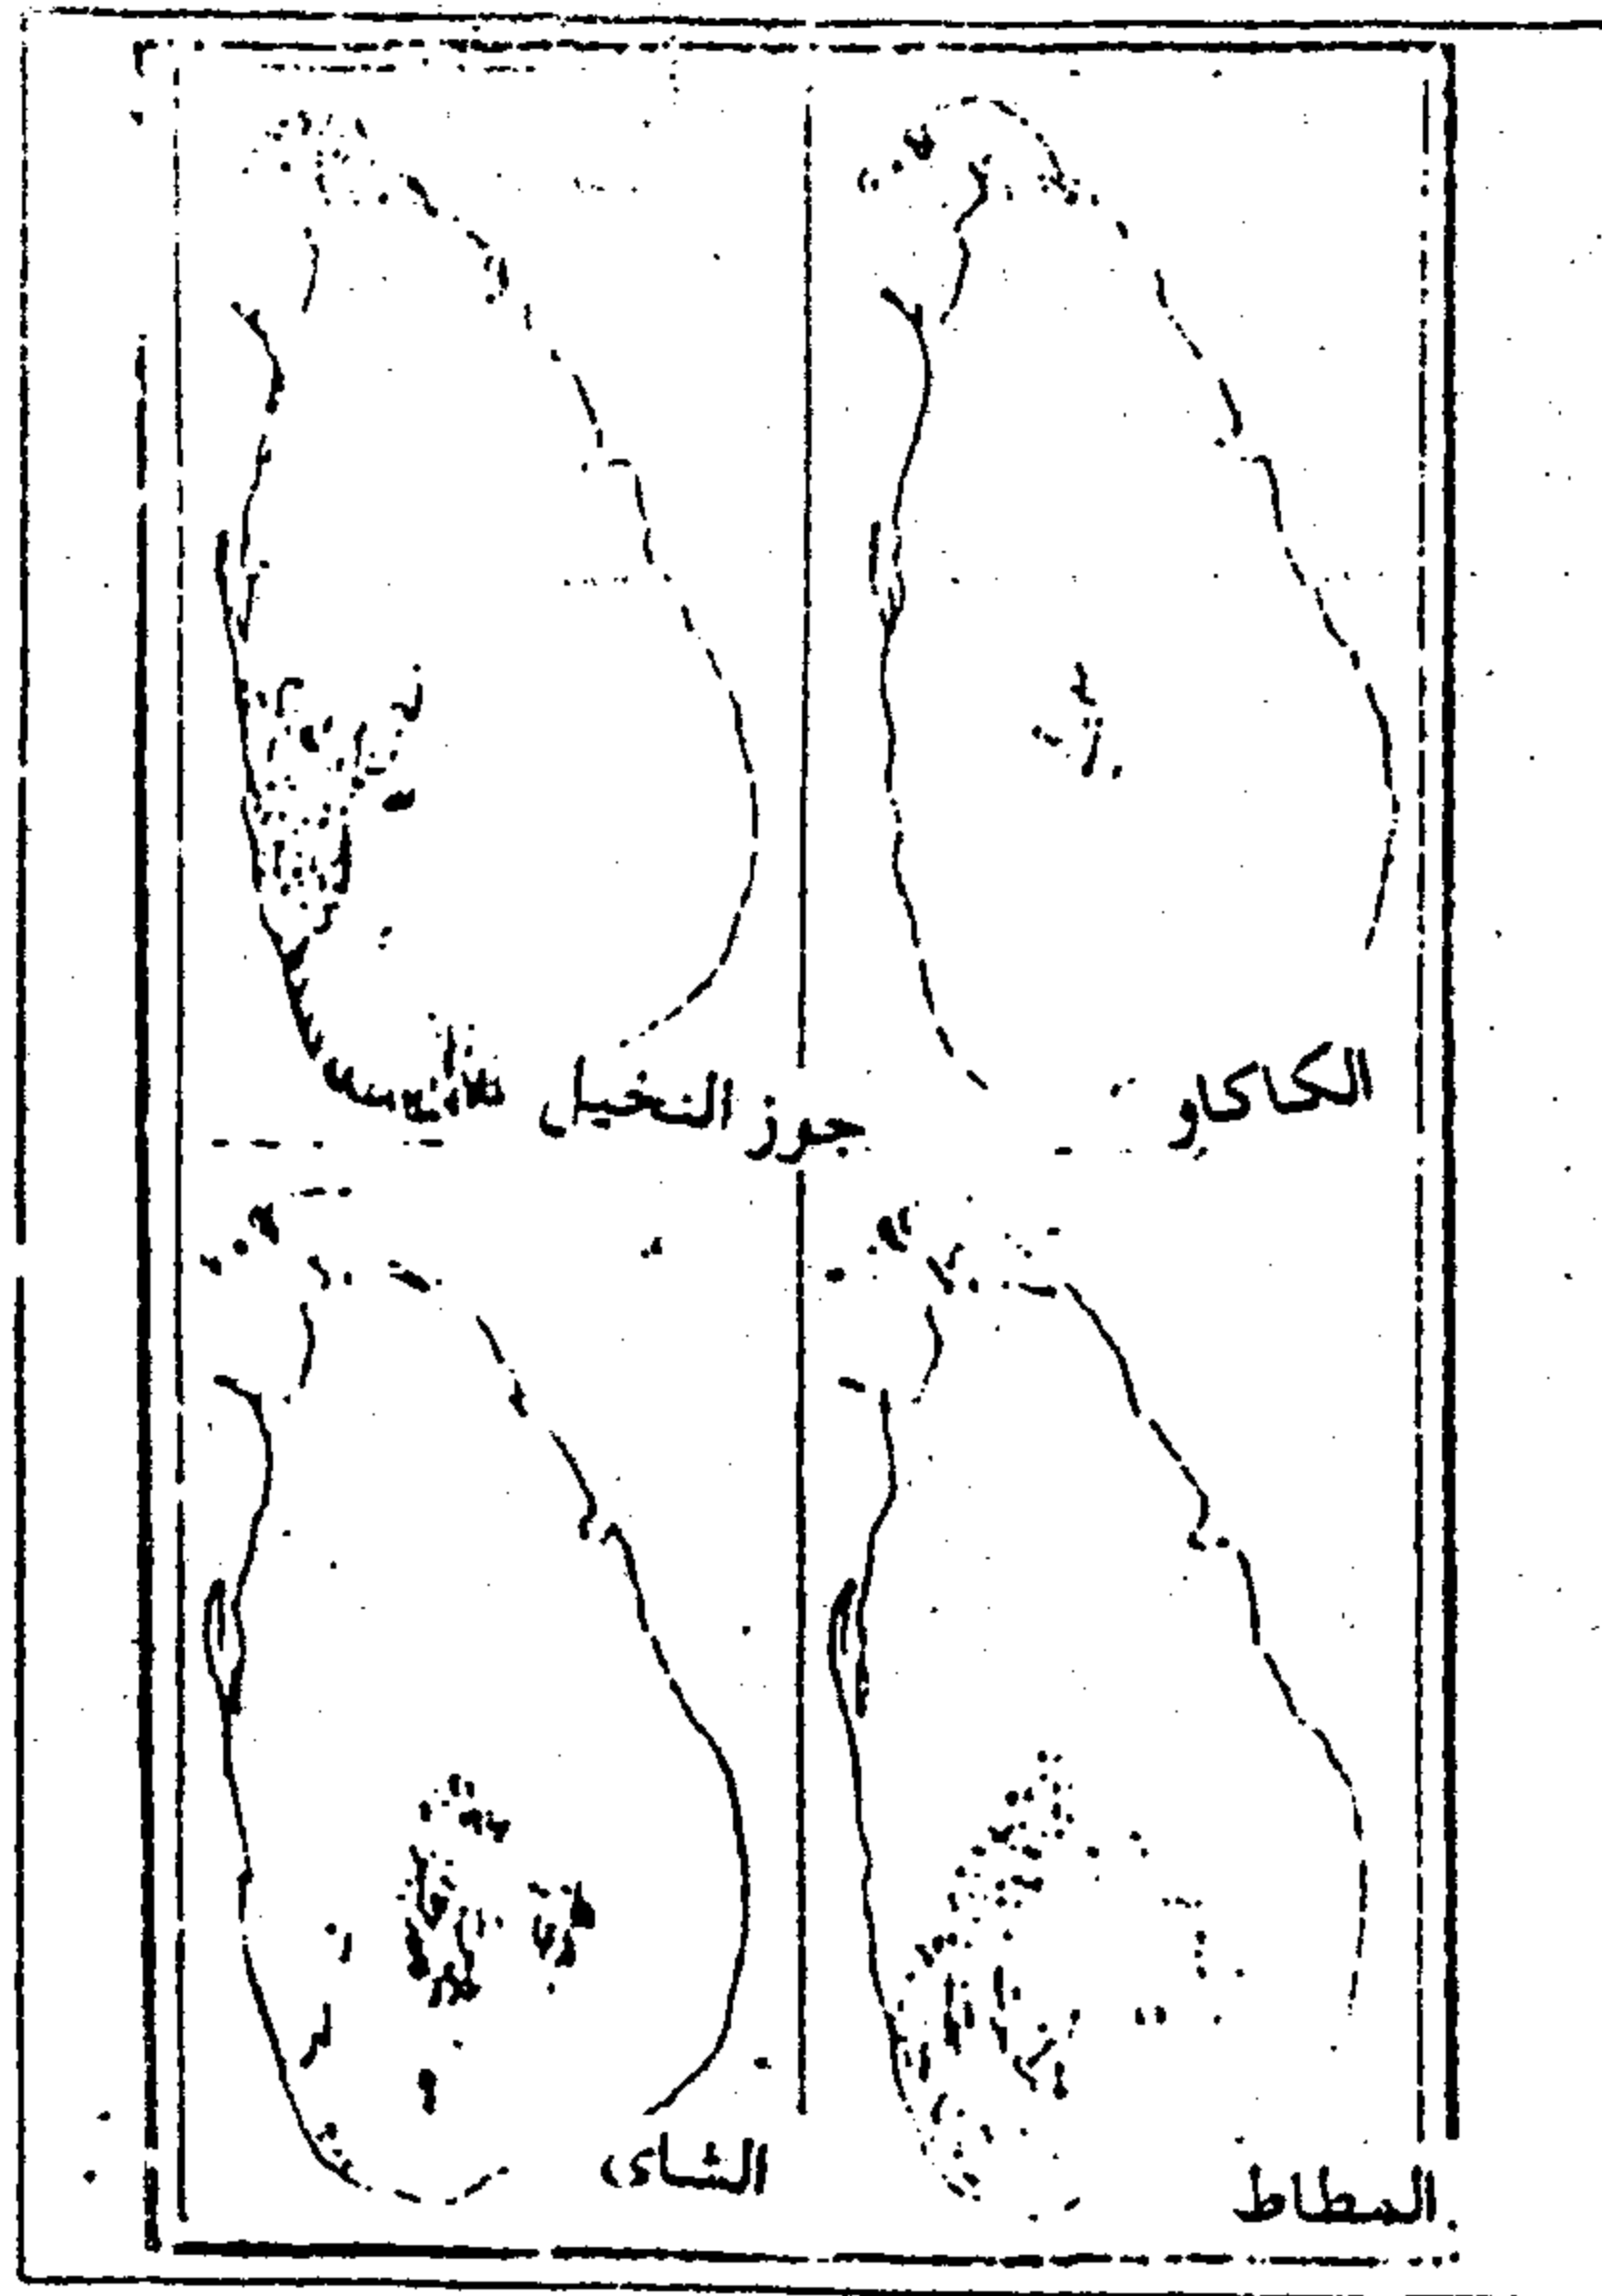 الكاكاو
جوز النخيل
المطاط
الشاى